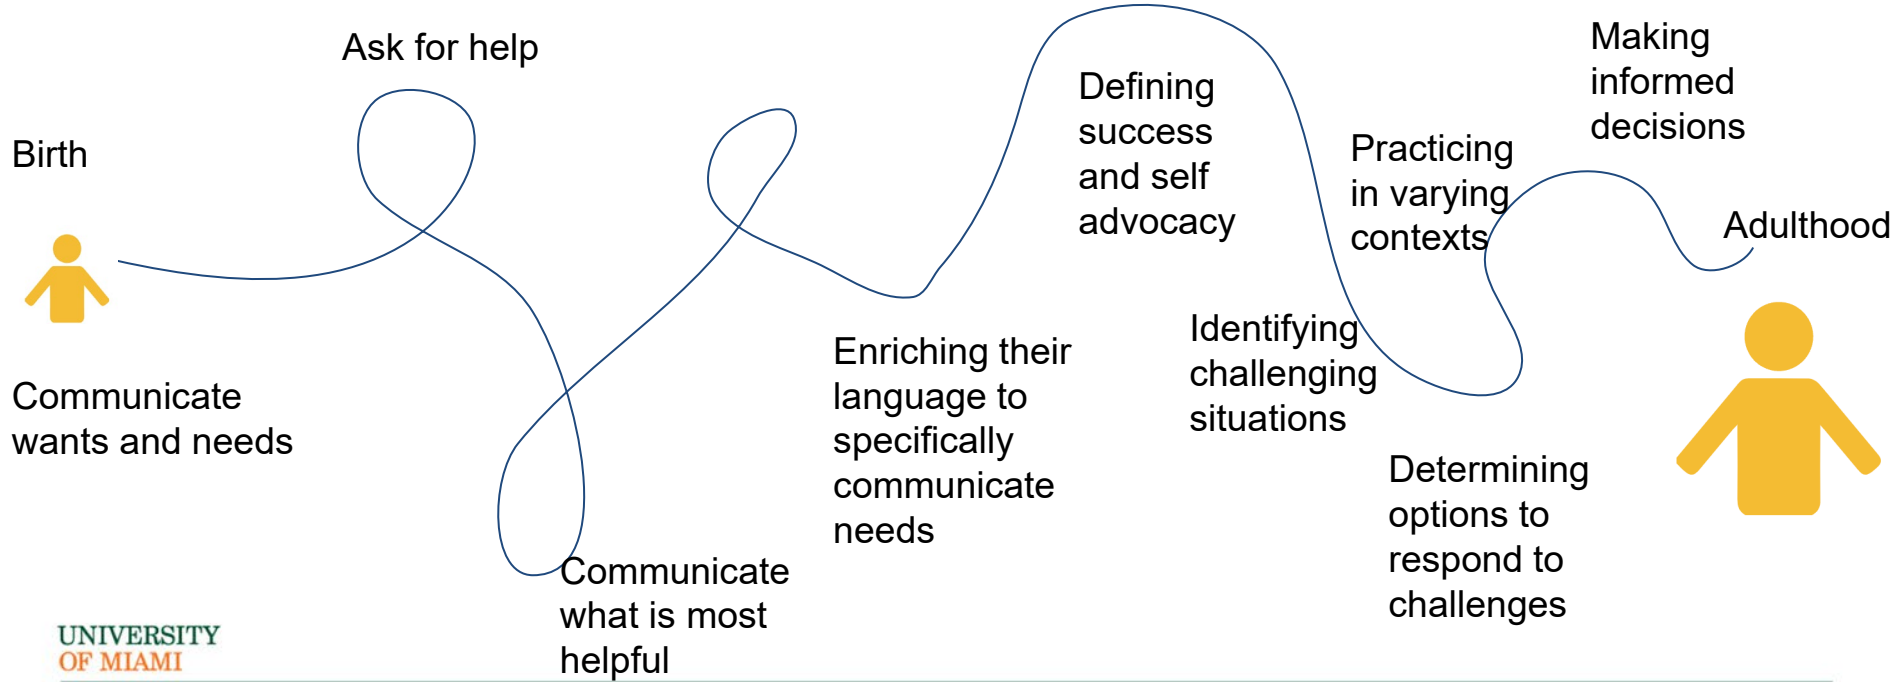 Birth
Communicate
wants and needs
Ask for help
Communicate
what is most
helpful
Enriching their
language to
specifically
communicate
needs
Defining
success
and self
advocacy
Identifying
challenging
situations
Determining
options to
respond to
challenges
Practicing
in varying
contexts
Making
informed
decisions
Adulthood
UNIVERSITY
OF MIAMI